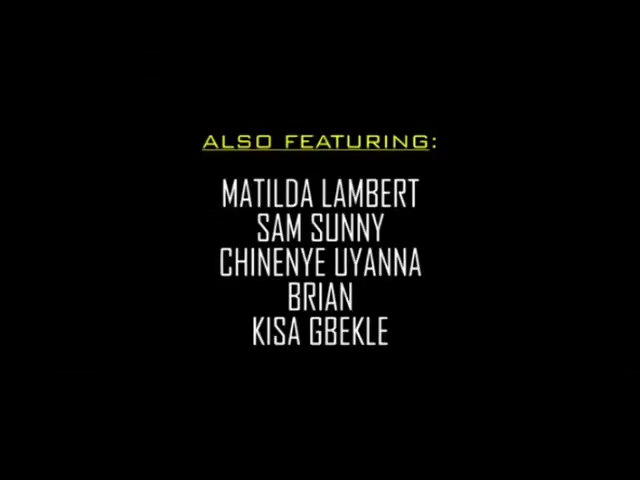 ALSO FEATURING:
MATILDA LAMBERT
SAM SUNNY
CHINENYE UYANNA
BRIAN
KISA GBEKLE